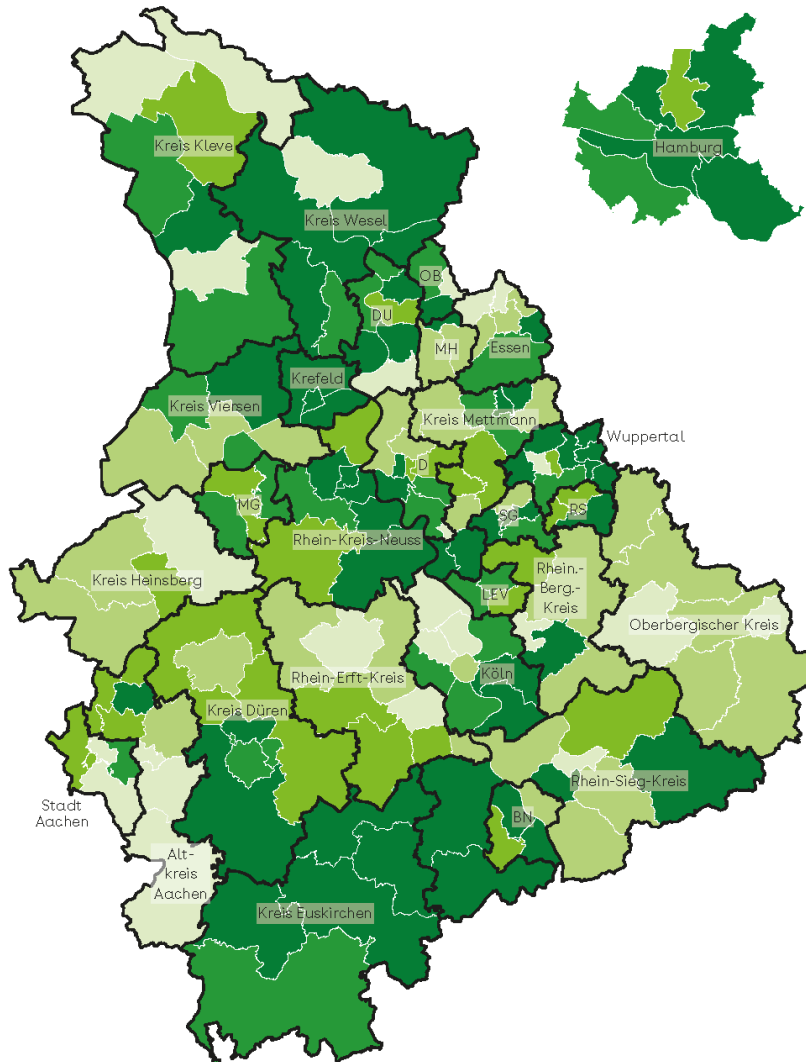 Kreis Kleve
Hamburg
Kreis Wesel
OB
DU
MH
Essen
Krefeld
Kreis Viersen
Kreis Mettmann
Wuppertal
D
MG
SG
RS
Rhein-Kreis-Neuss
Kreis Heinsberg
LEV
Rhein.-
Berg.-
Kreis
Oberbergischer Kreis
Rhein-Erft-Kreis
Köln
Kreis Düren
Rhein-Sieg-Kreis
Stadt
Aachen
BN
Alt-
kreis
Aachen
Kreis Euskirchen